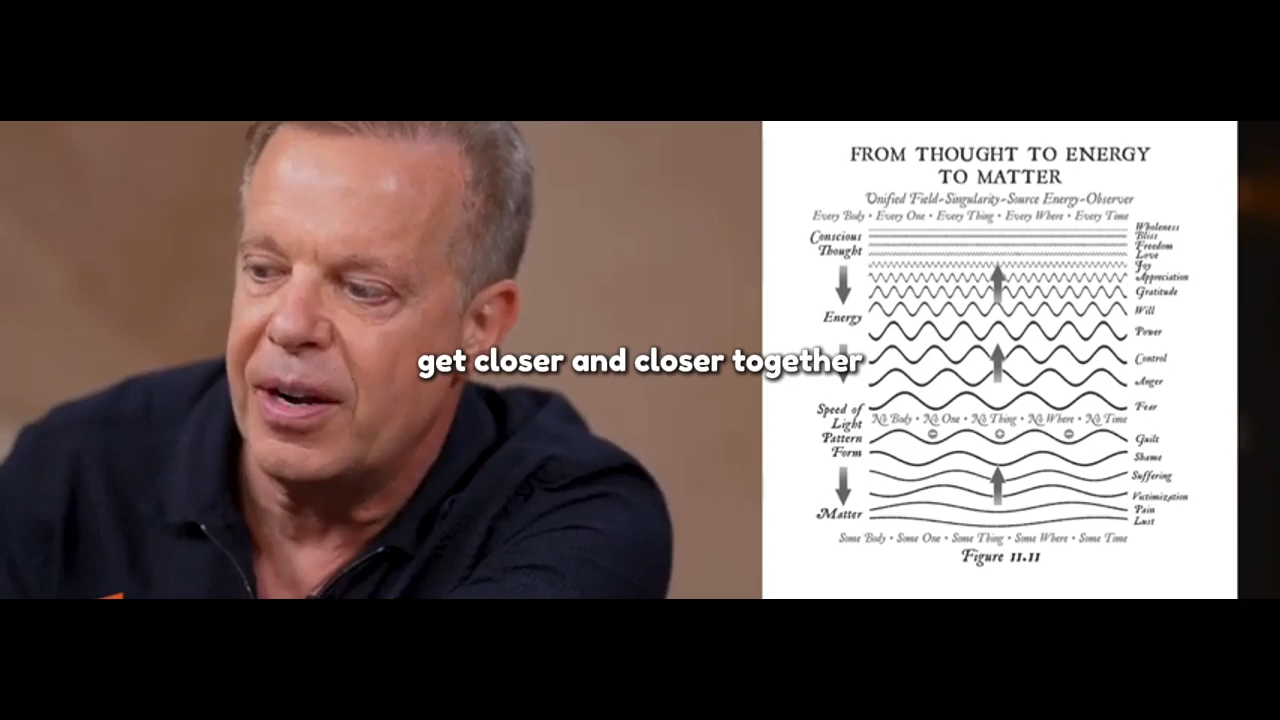 get closer and closer together
FROM THOUGHT TO ENERGY
TO MATTER
Unified Field-Singularity-Source Energy-Observer
Every Body • Every One • Every Thing • Every Where • Every Time
Conscious
Thought
Energy
Speed of
Light
Pattern
Form
Matter
Wholeness
Bliss
Freedom
Love
Joy
Appreciation
Gratitude
Will
Power
Control
Anger
Fear
No Body • No One • No Thing • No Where • No Time
Guilt
Shame
Suffering
Victimization
Pain
Lust
Some Body • Some One • Some Thing • Some Where • Some Time
Figure 11.11